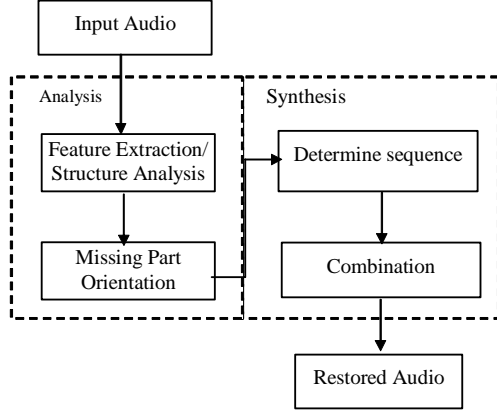 Input Audio
Analysis
Feature Extraction/
Structure Analysis
Missing Part
Orientation
Synthesis
Determine sequence
Combination
Restored Audio